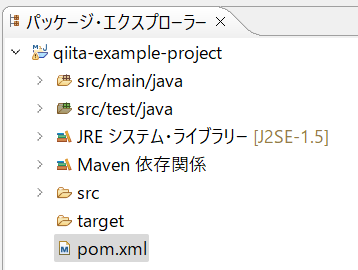 パッケージ・エクスプローラー
qiita-example-project
src/main/java
src/test/java
JRE システム・ライブラリー [J2SE-1.5]
Maven 依存関係
src
target
pom.xml